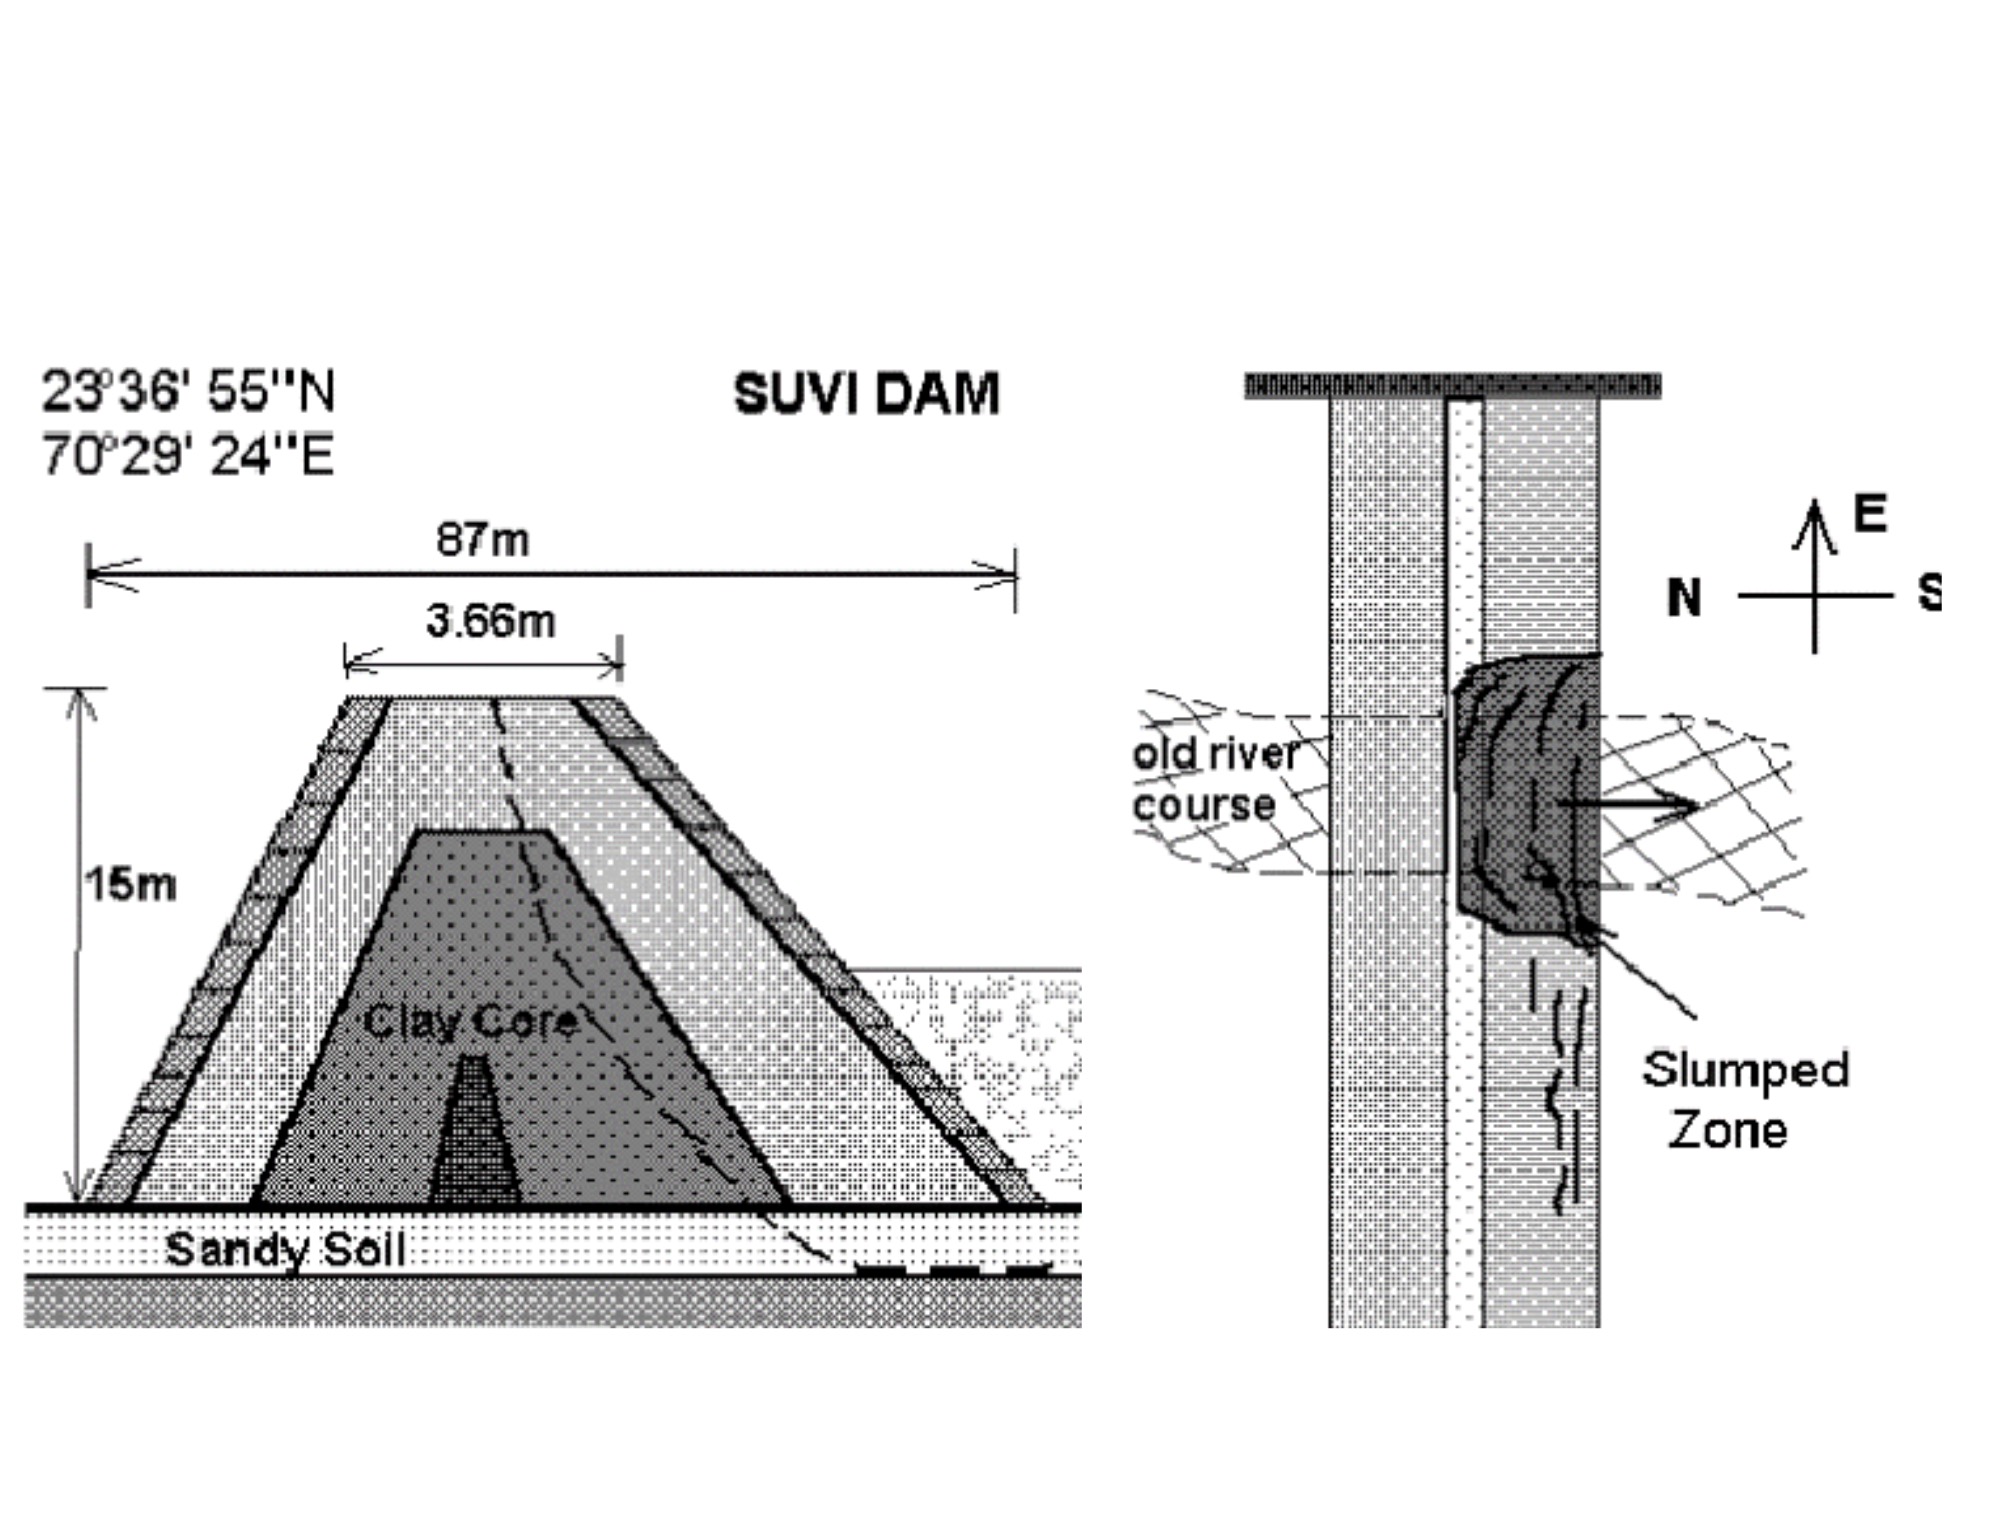 23°36' 55"N
70°29' 24"E
SUVI DAM
87m
3.66m
15m
Clay Core
Sandy Soil
E
N
S
old river
course
Slumped
Zone